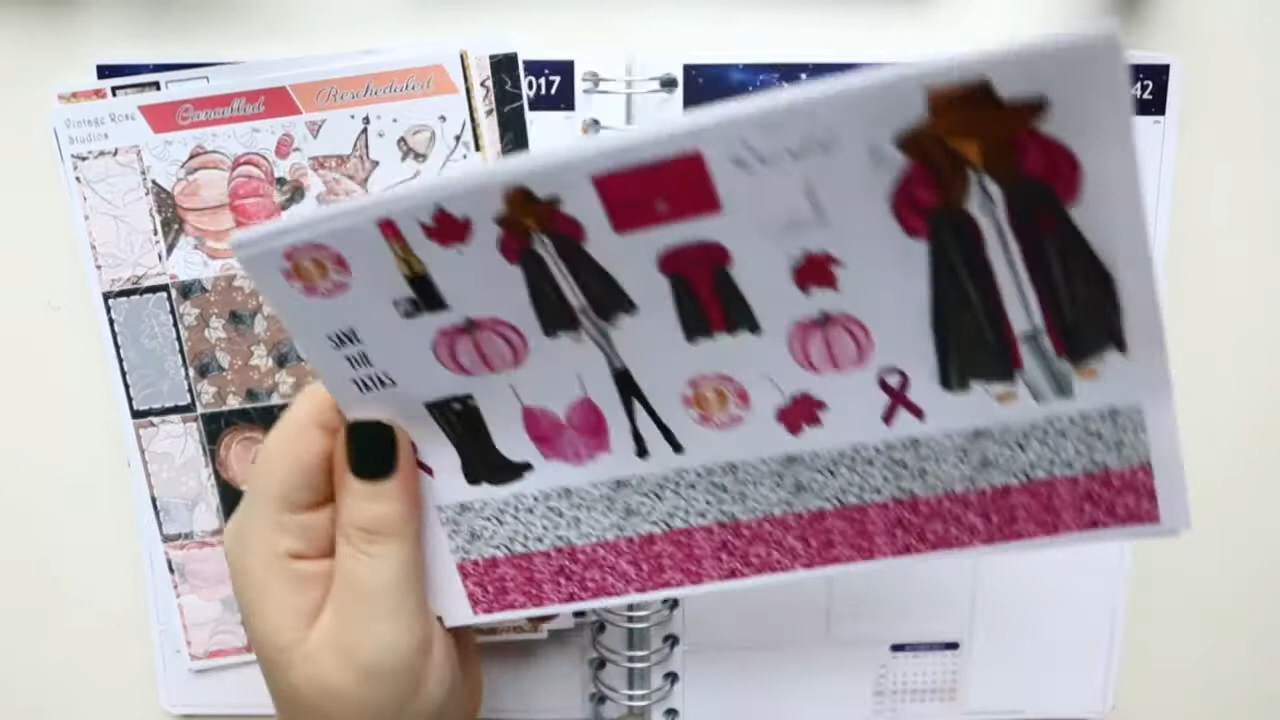 017
42
Cancelled
Rescheduled
Vintage Rose
Studios
SAVE
THE
TATAS